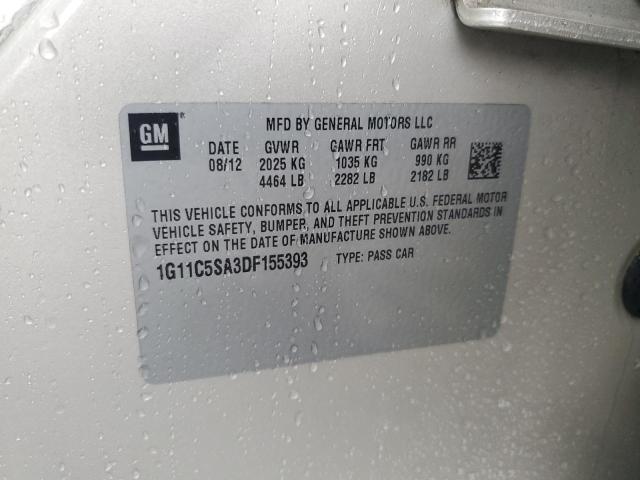 GM ®
MFD BY GENERAL MOTORS LLC
DATE GVWR GAWR FRT GAWR RR
08/12 2025 KG 1035 KG 990 KG
4464 LB 2282 LB 2182 LB
THIS VEHICLE CONFORMS TO ALL APPLICABLE U.S. FEDERAL MOTOR
VEHICLE SAFETY, BUMPER, AND THEFT PREVENTION STANDARDS IN
EFFECT ON THE DATE OF MANUFACTURE SHOWN ABOVE.
1G11C5SA3DF155393 TYPE: PASS CAR